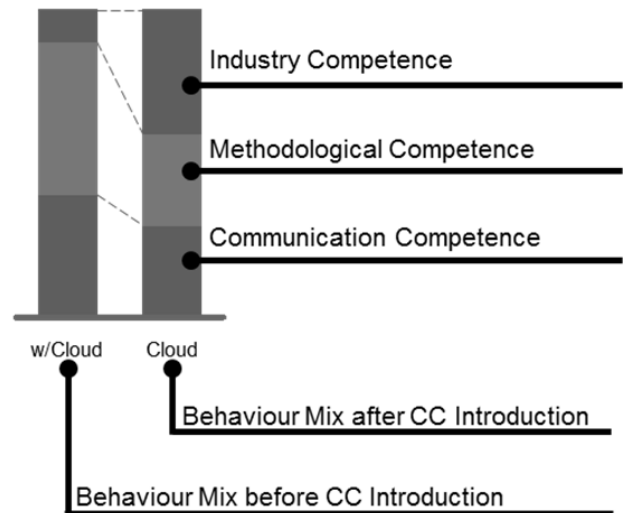 Industry Competence
Methodological Competence
Communication Competence
w/Cloud
Cloud
Behaviour Mix after CC Introduction
Behaviour Mix before CC Introduction